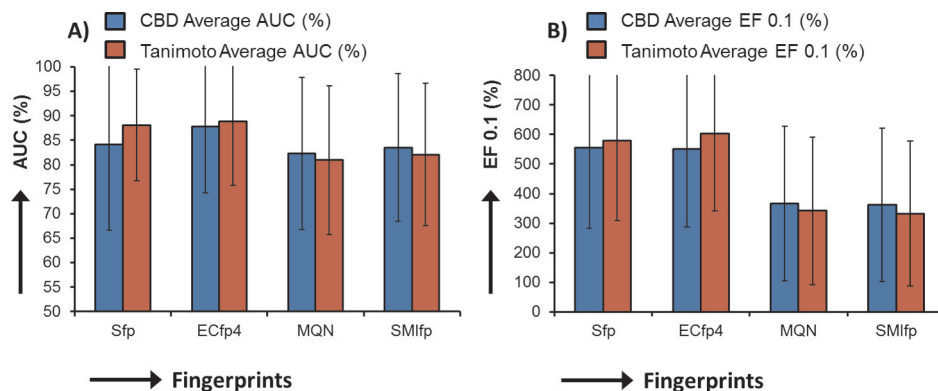 A)
CBD Average AUC (%)
Tanimoto Average AUC (%)
AUC (%)
100
95
90
85
80
75
70
65
60
55
50
Sfp ECfp4 MQN SMIfp
Fingerprints
B)
CBD Average EF 0.1 (%)
Tanimoto Average EF 0.1 (%)
EF 0.1 (%)
800
700
600
500
400
300
200
100
0
Sfp ECfp4 MQN SMIfp
Fingerprints